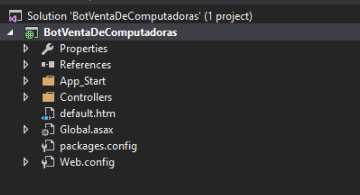 Solution 'BotVentaDeComputadoras' (1 project)
BotVentaDeComputadoras
Properties
References
App_Start
Controllers
default.htm
Global.asax
packages.config
Web.config